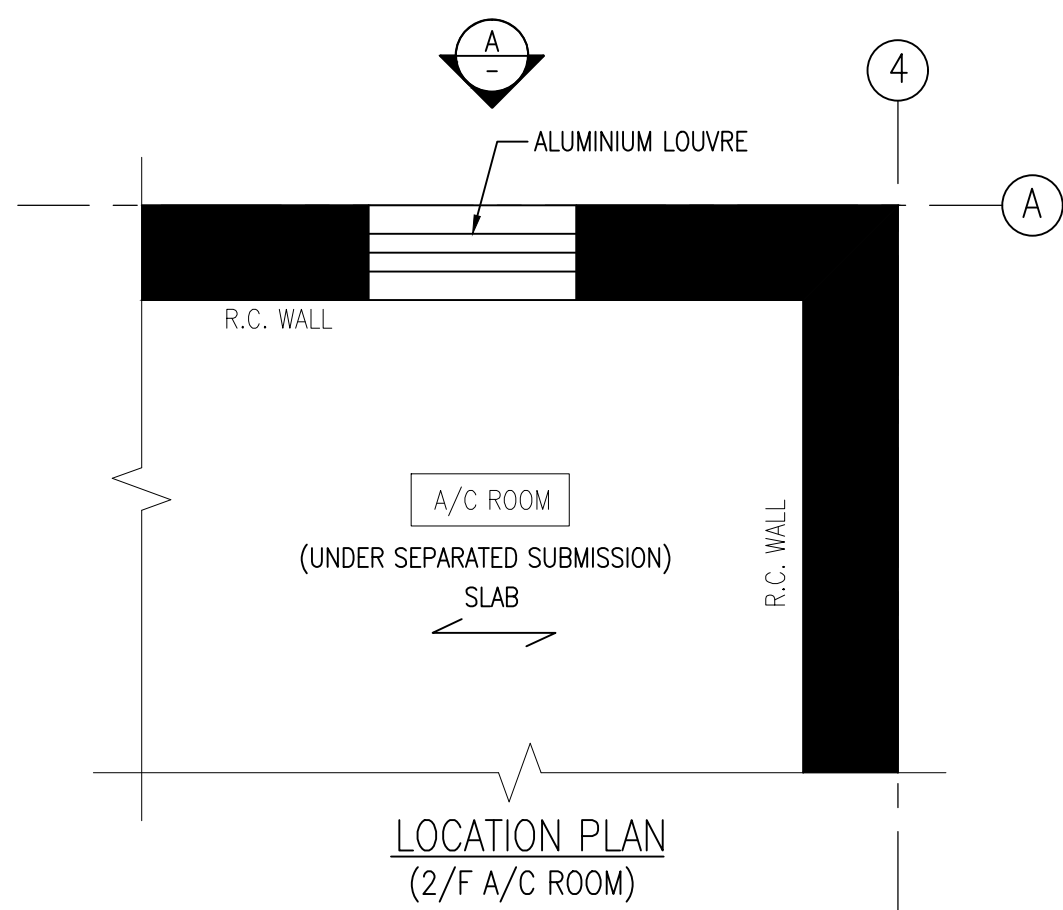 A
-
4
ALUMINIUM LOUVRE
A
R.C. WALL
A/C ROOM
(UNDER SEPARATED SUBMISSION)
SLAB
R.C. WALL
LOCATION PLAN
(2/F A/C ROOM)